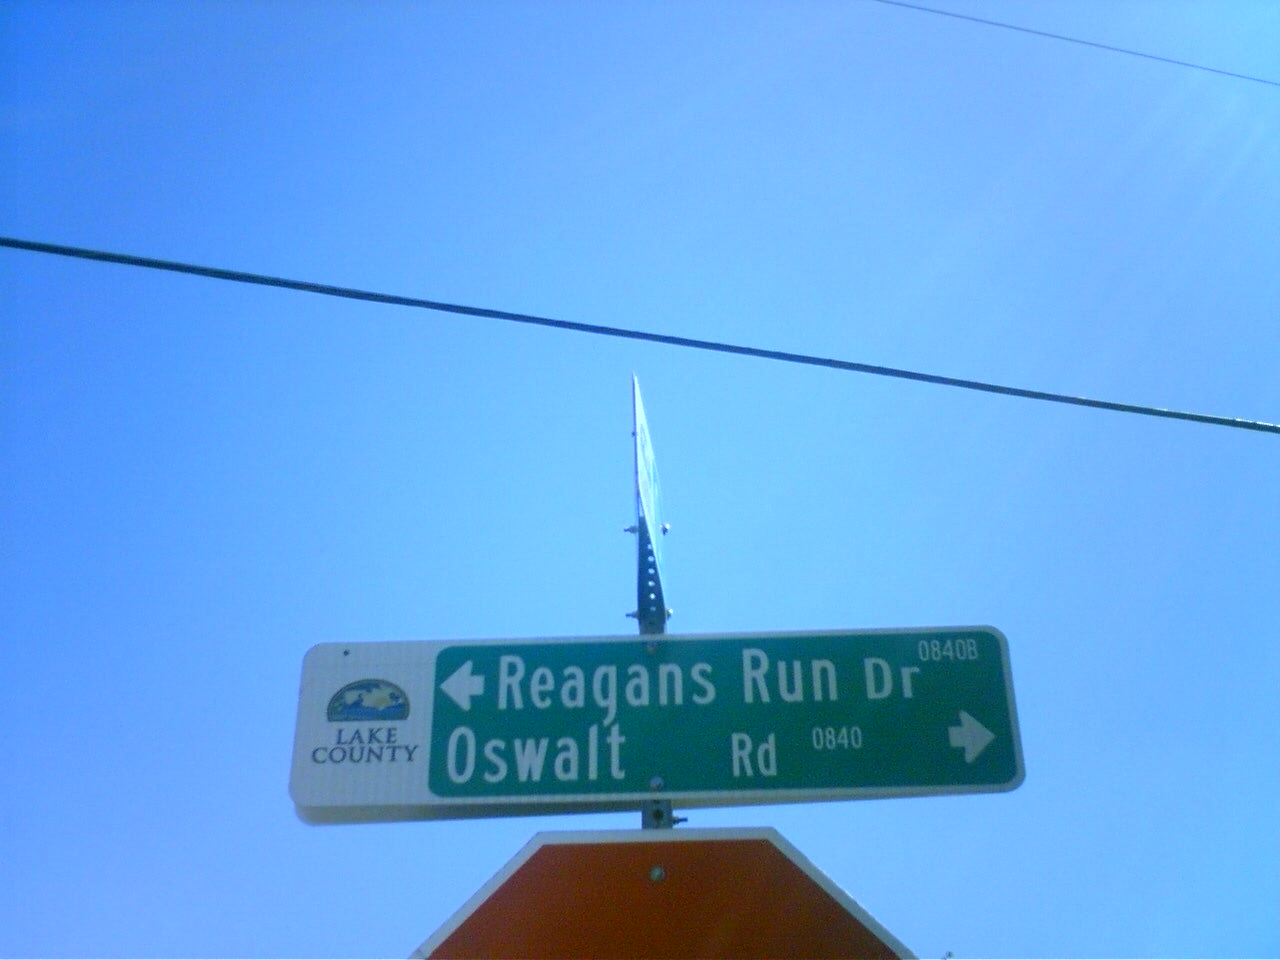 Reagans Run Dr 0840B
Oswalt Rd 0840
LAKE
COUNTY